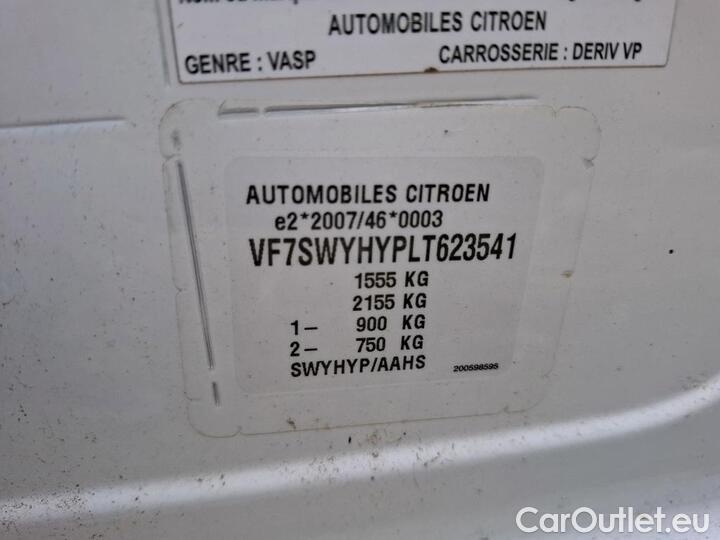 AUTOMOBILES CITROEN
GENRE : VASP CARROSSERIE : DERIV VP
AUTOMOBILES CITROEN
e2*2007/46*0003
VF7SWYHYPLT623541
1555 KG
2155 KG
1– 900 KG
2– 750 KG
SWYHYP/AAHS 200598595
CarOutlet.eu